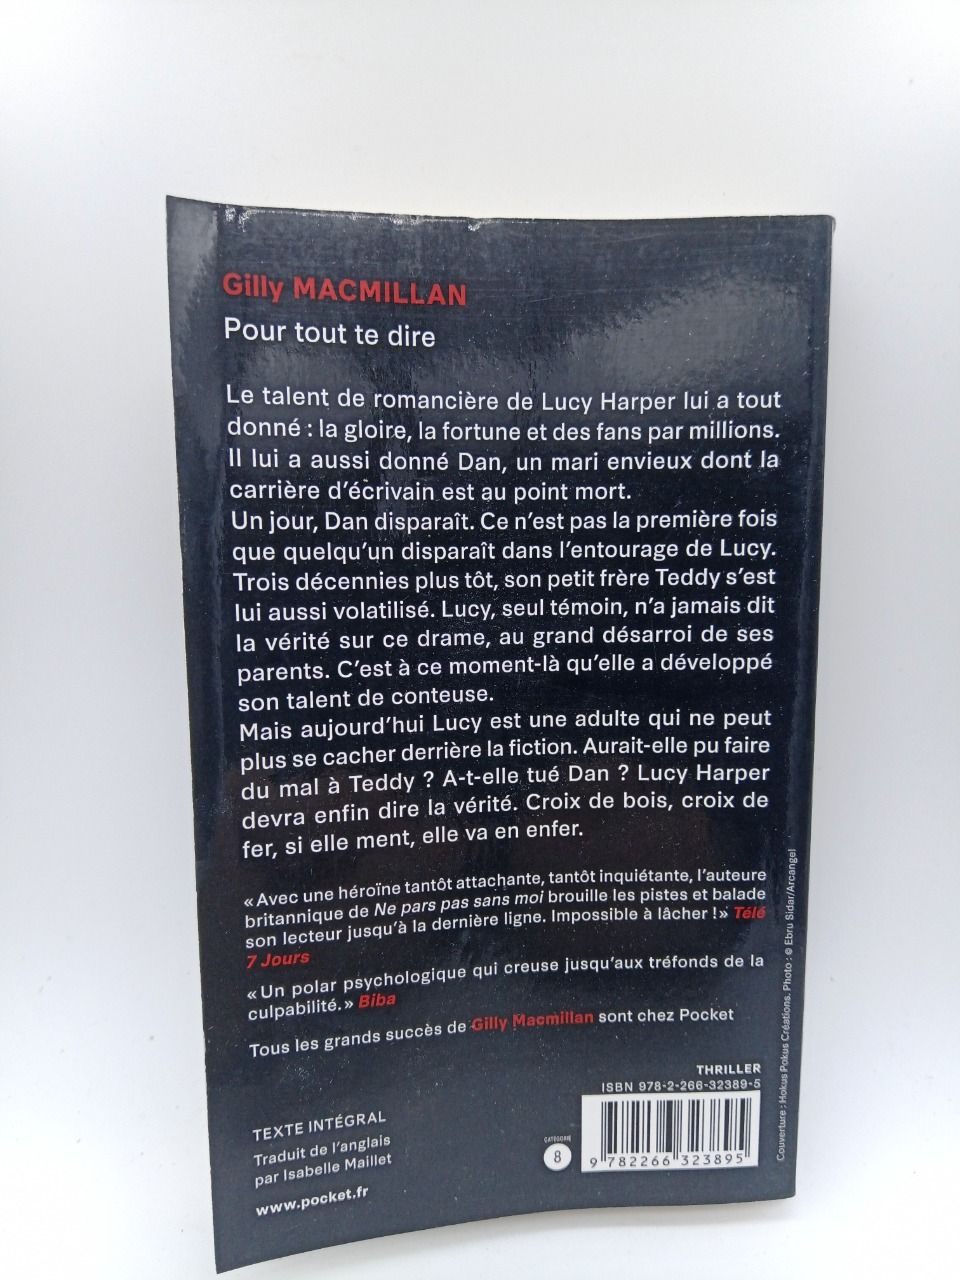 Gilly MACMILLAN
Pour tout te dire
Le talent de romancière de Lucy Harper lui a tout
donné : la gloire, la fortune et des fans par millions.
Il lui a aussi donné Dan, un mari envieux dont la
carrière d'écrivain est au point mort.
Un jour, Dan disparaît. Ce n'est pas la première fois
que quelqu'un disparaît dans l'entourage de Lucy.
Trois décennies plus tôt, son petit frère Teddy s'est
lui aussi volatilisé. Lucy, seul témoin, n'a jamais dit
la vérité sur ce drame, au grand désarroi de ses
parents. C'est à ce moment-là qu'elle a développé
son talent de conteuse.
Mais aujourd'hui Lucy est une adulte qui ne peut
plus se cacher derrière la fiction. Aurait-elle pu faire
du mal à Teddy ? A-t-elle tué Dan ? Lucy Harper
devra enfin dire la vérité. Croix de bois, croix de
fer, si elle ment, elle va en enfer.
« Avec une héroïne tantôt attachante, tantôt inquiétante, l'auteure
britannique de Ne pars pas sans moi brouille les pistes et balade
son lecteur jusqu'à la dernière ligne. Impossible à lâcher ! » Télé
7 Jours
« Un polar psychologique qui creuse jusqu'aux tréfonds de la
culpabilité. » Biba
Tous les grands succès de Gilly Macmillan sont chez Pocket
THRILLER
ISBN 978-2-266-32389-5
TEXTE INTÉGRAL
Traduit de l'anglais
par Isabelle Maillet
www.pocket.fr
CATÉGORIE
8
9 782266 323895
Couverture : Hokus Pokus Créations. Photo : © Ebru Sidar/Arcangel